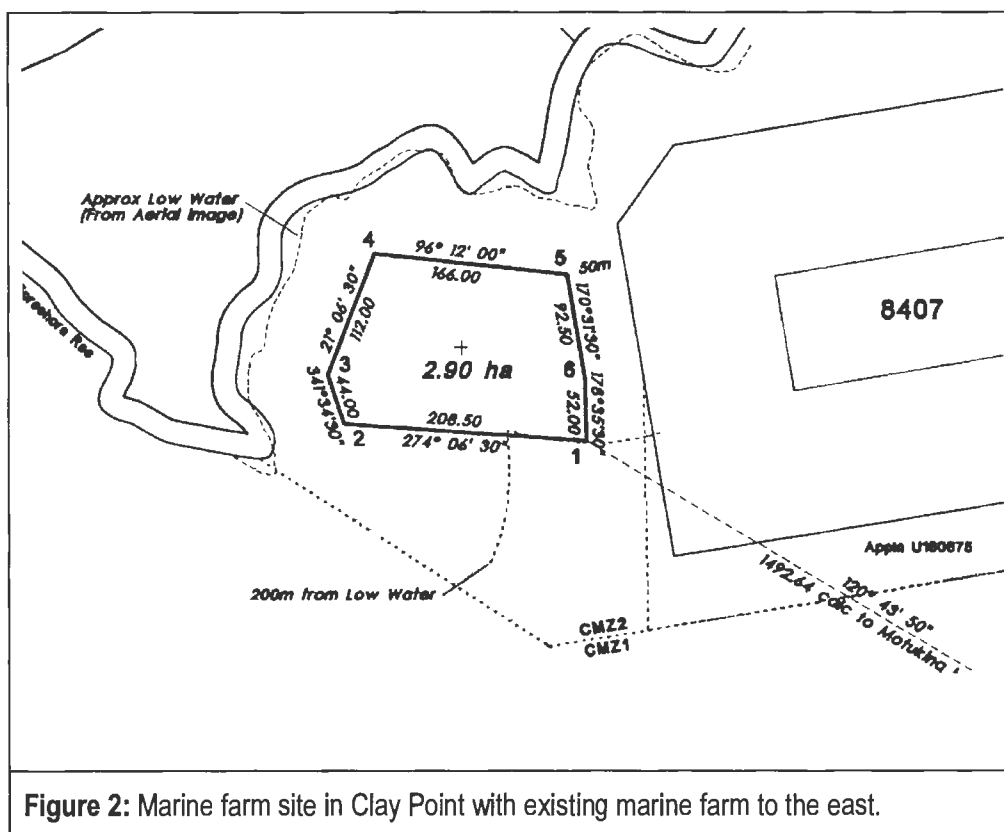 Approx Low Water
(From Aerial Image)
4
96° 12' 00"
166.00
5
50m
21° 06' 30"
112.00
170°31'30"
92.50
8407
3
2.90 ha
6
341°34'30"
44.00
178°35'30"
52.00
2
208.50
274° 06' 30"
1
Foreshore Res
Appln U160675
200m from Low Water
120° 43' 50"
1492.64 calc to Motukina
CMZ2
CMZ1
Figure 2: Marine farm site in Clay Point with existing marine farm to the east.